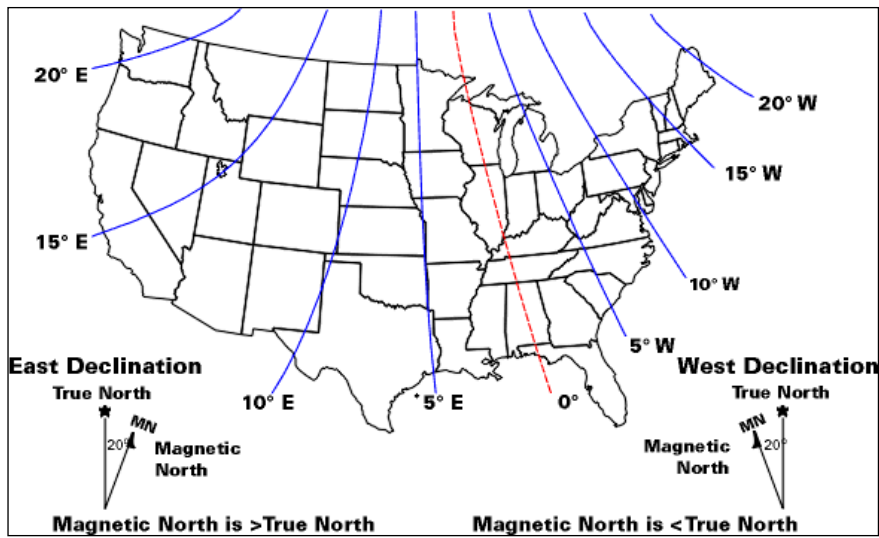 20° E
20° W
15° W
15° E
10° W
5° W
East Declination
West Declination
True North
True North
10° E
5° E
0°
MN
MN
20°
20°
Magnetic
North
Magnetic
North
Magnetic North is >True North
Magnetic North is <True North